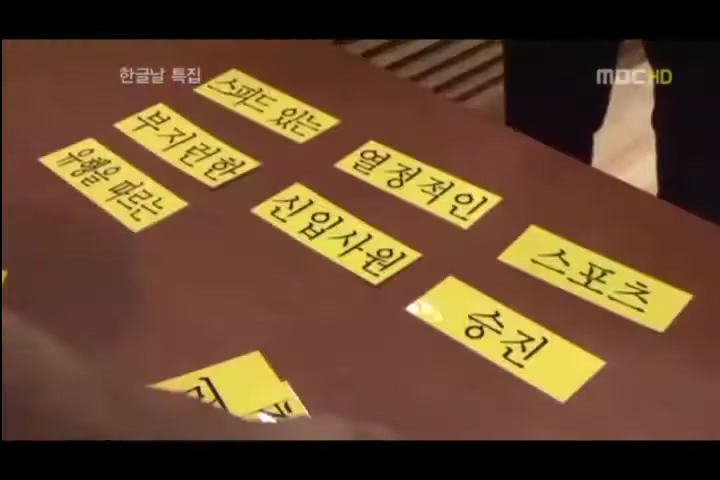 한글날 특집
MBC HD
스피드 있는
부지런한
유행을 따르는
열정적인
신입사원
스포츠
승진